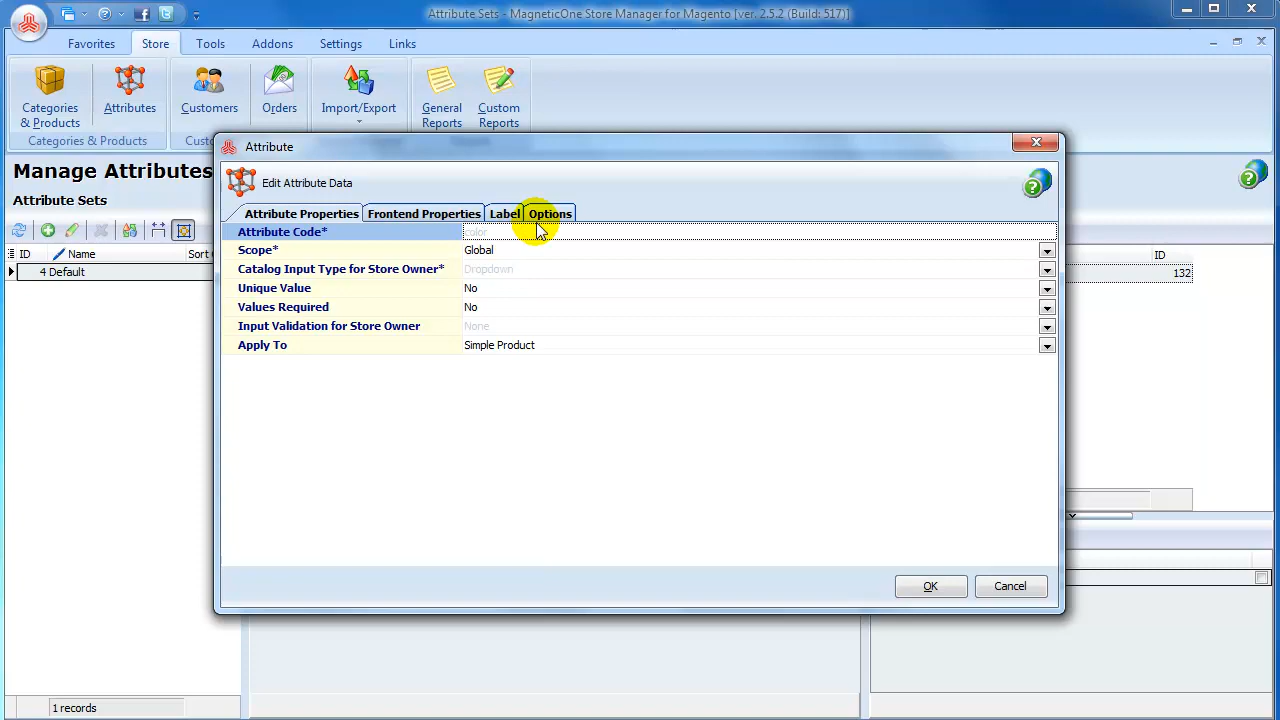 Attribute Sets - MagneticOne Store Manager for Magento [ver. 2.5.2 (Build: 517)]
Favorites Store Tools Addons Settings Links
Categories & Products
Attributes
Customers
Orders
Import/Export
General Reports
Custom Reports
Categories & Products
Attribute
Manage Attributes
Edit Attribute Data
Attribute Sets
Attribute Properties Frontend Properties Label Options
Attribute Code* color
Scope* Global
Catalog Input Type for Store Owner* Dropdown
Unique Value No
Values Required No
Input Validation for Store Owner None
Apply To Simple Product
ID Name Sort
4 Default
ID
132
OK Cancel
1 records